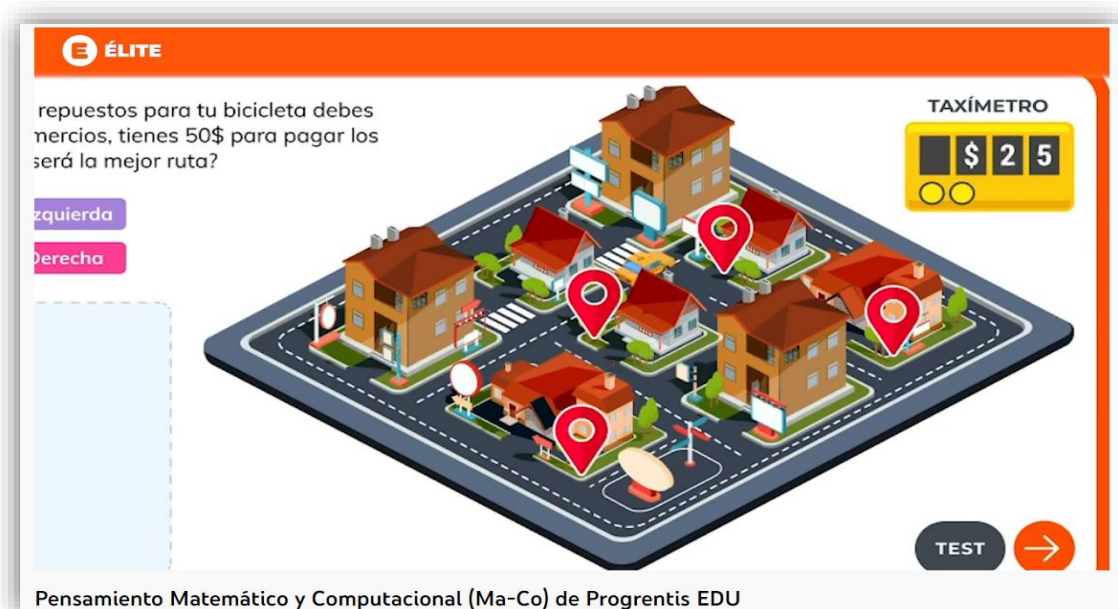 E ÉLITE
repuestos para tu bicicleta debes
mercios, tienes 50$ para pagar los
será la mejor ruta?
TAXÍMETRO
$ 2 5
zquierda
Derecha
TEST
Pensamiento Matemático y Computacional (Ma-Co) de Progrentis EDU